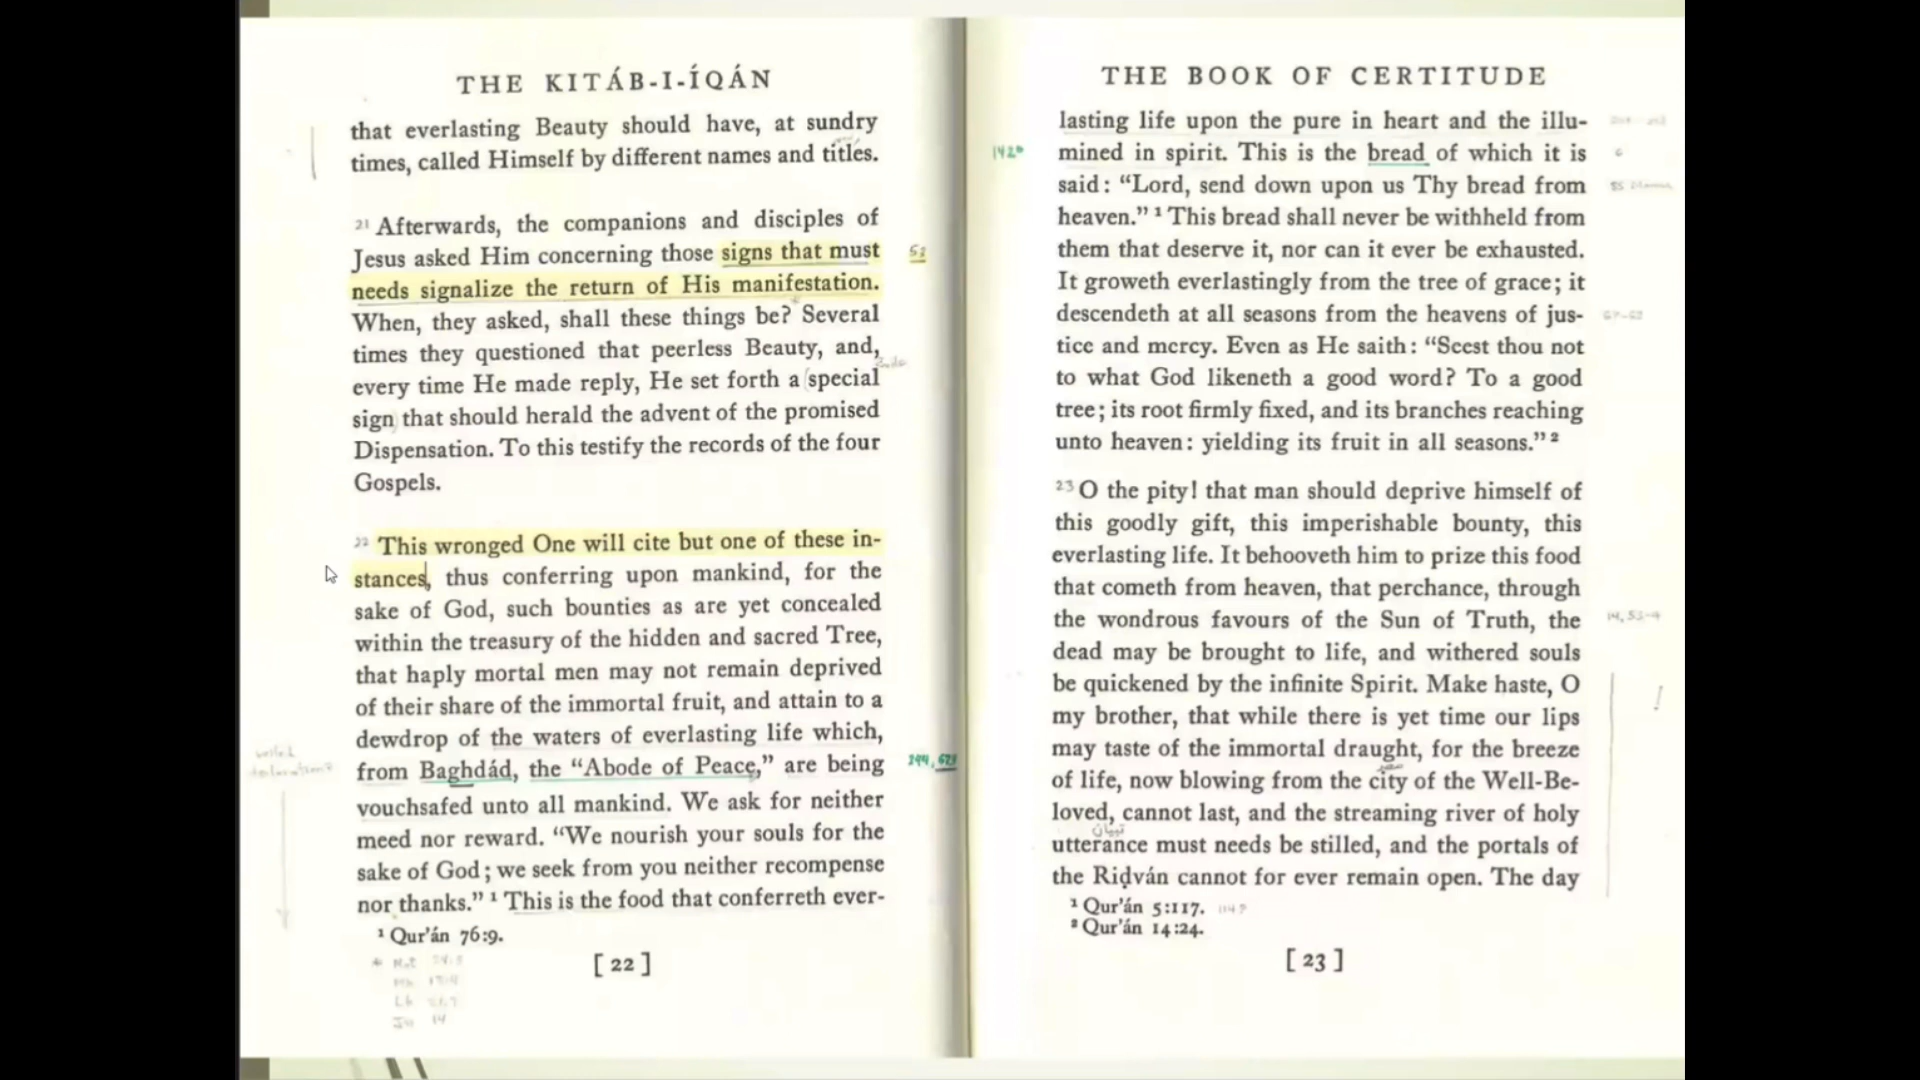 THE KITÁB-I-ÍQÁN
that everlasting Beauty should have, at sundry
times, called Himself by different names and titles.
21 Afterwards, the companions and disciples of
Jesus asked Him concerning those signs that must
needs signalize the return of His manifestation.
When, they asked, shall these things be? Several
times they questioned that peerless Beauty, and,
every time He made reply, He set forth a (special
sign) that should herald the advent of the promised
Dispensation. To this testify the records of the four
Gospels.
22 This wronged One will cite but one of these in-
stances, thus conferring upon mankind, for the
sake of God, such bounties as are yet concealed
within the treasury of the hidden and sacred Tree,
that haply mortal men may not remain deprived
of their share of the immortal fruit, and attain to a
dewdrop of the waters of everlasting life which,
from Baghdád, the “Abode of Peace,” are being
vouchsafed unto all mankind. We ask for neither
meed nor reward. “We nourish your souls for the
sake of God; we seek from you neither recompense
nor thanks.” ¹ This is the food that conferreth ever-
¹ Qur’án 76:9.
[ 22 ]
THE BOOK OF CERTITUDE
lasting life upon the pure in heart and the illu-
mined in spirit. This is the bread of which it is
said: “Lord, send down upon us Thy bread from
heaven.” ¹ This bread shall never be withheld from
them that deserve it, nor can it ever be exhausted.
It groweth everlastingly from the tree of grace; it
descendeth at all seasons from the heavens of jus-
tice and mercy. Even as He saith: “Seest thou not
to what God likeneth a good word? To a good
tree; its root firmly fixed, and its branches reaching
unto heaven: yielding its fruit in all seasons.” ²
23 O the pity! that man should deprive himself of
this goodly gift, this imperishable bounty, this
everlasting life. It behooveth him to prize this food
that cometh from heaven, that perchance, through
the wondrous favours of the Sun of Truth, the
dead may be brought to life, and withered souls
be quickened by the infinite Spirit. Make haste, O
my brother, that while there is yet time our lips
may taste of the immortal draught, for the breeze
of life, now blowing from the city of the Well-Be-
loved, cannot last, and the streaming river of holy
utterance must needs be stilled, and the portals of
the Riḍván cannot for ever remain open. The day
¹ Qur’án 5:117.
² Qur’án 14:24.
[ 23 ]